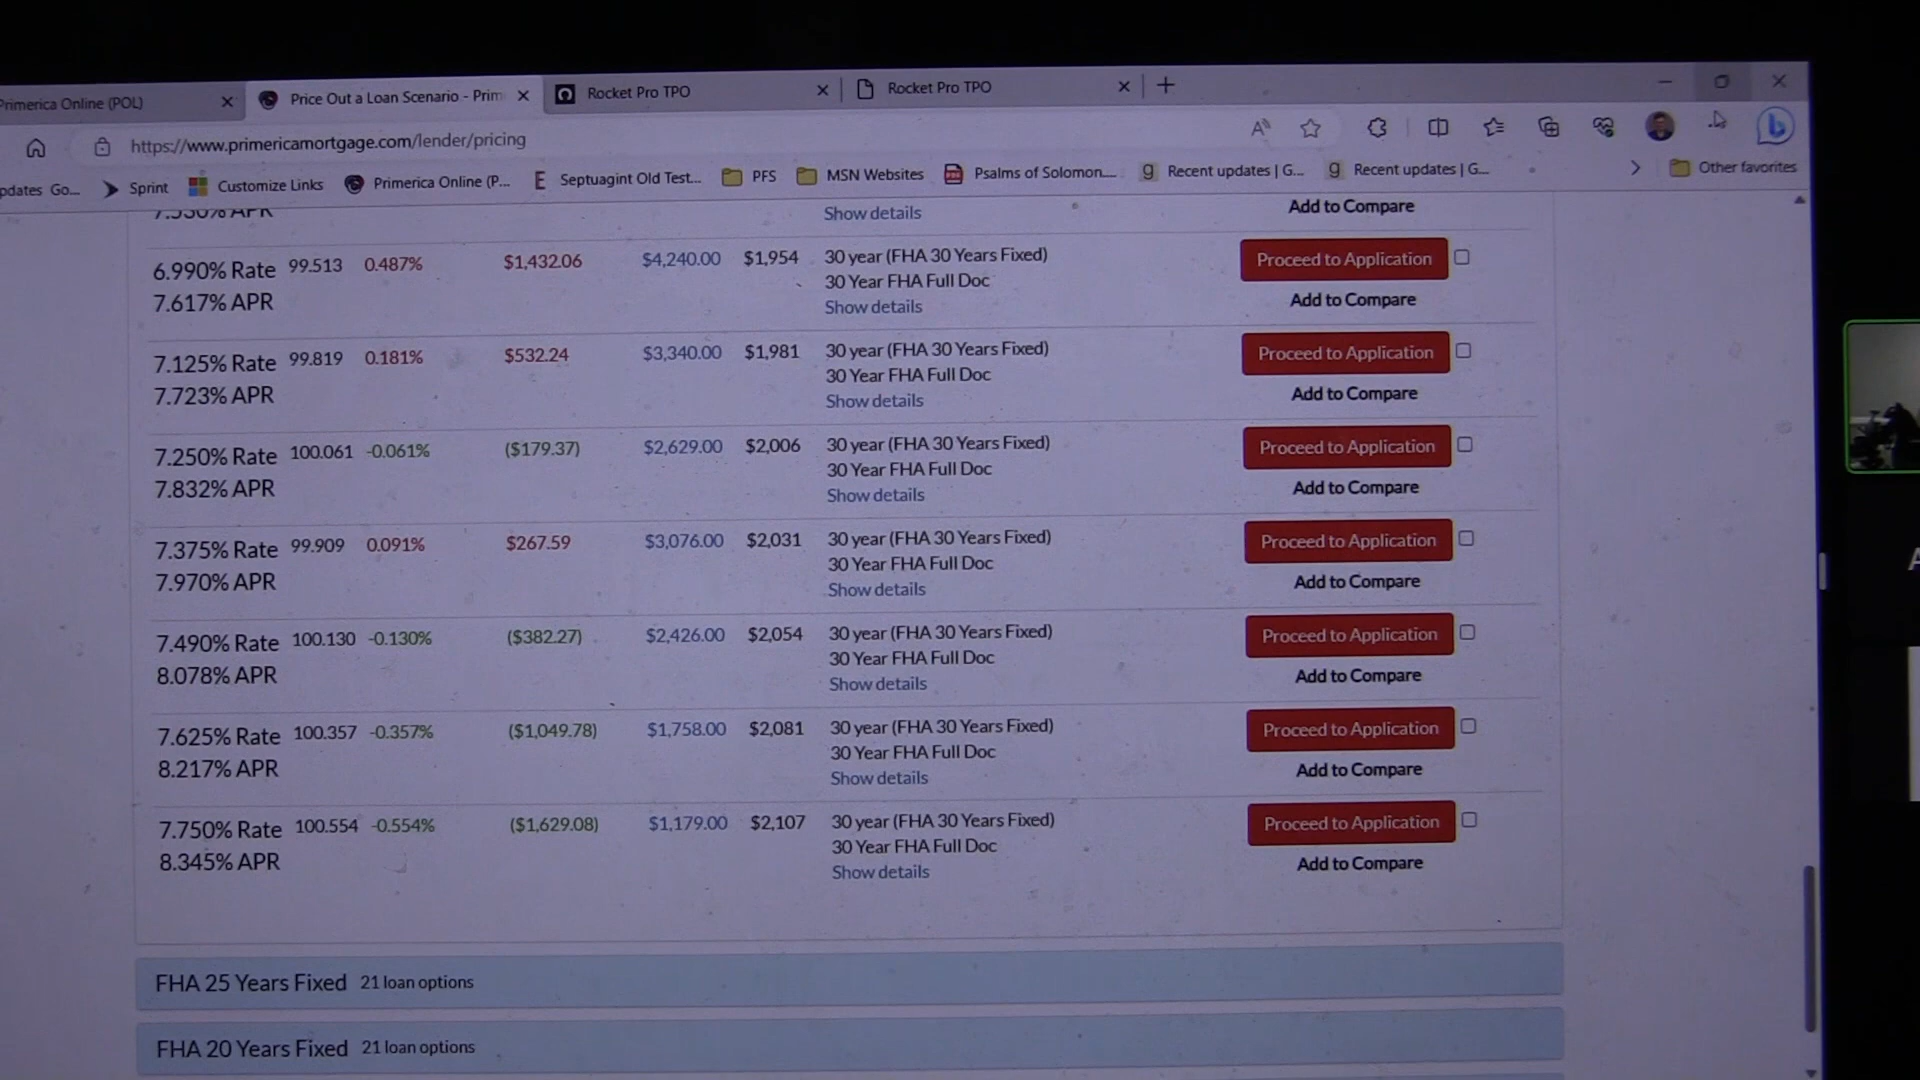 Primerica Online (POL)
Price Out a Loan Scenario - Prim
Rocket Pro TPO
Rocket Pro TPO
https://www.primericamortgage.com/lender/pricing
pdates Go...
Sprint
Customize Links
Primerica Online (P...
Septuagint Old Test...
PFS
MSN Websites
Psalms of Solomon....
Recent updates | G...
Recent updates | G...
Other favorites
Show details Add to Compare
6.990% Rate 99.513 0.487% $1,432.06 $4,240.00 $1,954 30 year (FHA 30 Years Fixed) Proceed to Application
30 Year FHA Full Doc
7.617% APR Show details Add to Compare
7.125% Rate 99.819 0.181% $532.24 $3,340.00 $1,981 30 year (FHA 30 Years Fixed) Proceed to Application
30 Year FHA Full Doc
7.723% APR Show details Add to Compare
7.250% Rate 100.061 -0.061% ($179.37) $2,629.00 $2,006 30 year (FHA 30 Years Fixed) Proceed to Application
30 Year FHA Full Doc
7.832% APR Show details Add to Compare
7.375% Rate 99.909 0.091% $267.59 $3,076.00 $2,031 30 year (FHA 30 Years Fixed) Proceed to Application
30 Year FHA Full Doc
7.970% APR Show details Add to Compare
7.490% Rate 100.130 -0.130% ($382.27) $2,426.00 $2,054 30 year (FHA 30 Years Fixed) Proceed to Application
30 Year FHA Full Doc
8.078% APR Show details Add to Compare
7.625% Rate 100.357 -0.357% ($1,049.78) $1,758.00 $2,081 30 year (FHA 30 Years Fixed) Proceed to Application
30 Year FHA Full Doc
8.217% APR Show details Add to Compare
7.750% Rate 100.554 -0.554% ($1,629.08) $1,179.00 $2,107 30 year (FHA 30 Years Fixed) Proceed to Application
30 Year FHA Full Doc
8.345% APR Show details Add to Compare
FHA 25 Years Fixed 21 loan options
FHA 20 Years Fixed 21 loan options